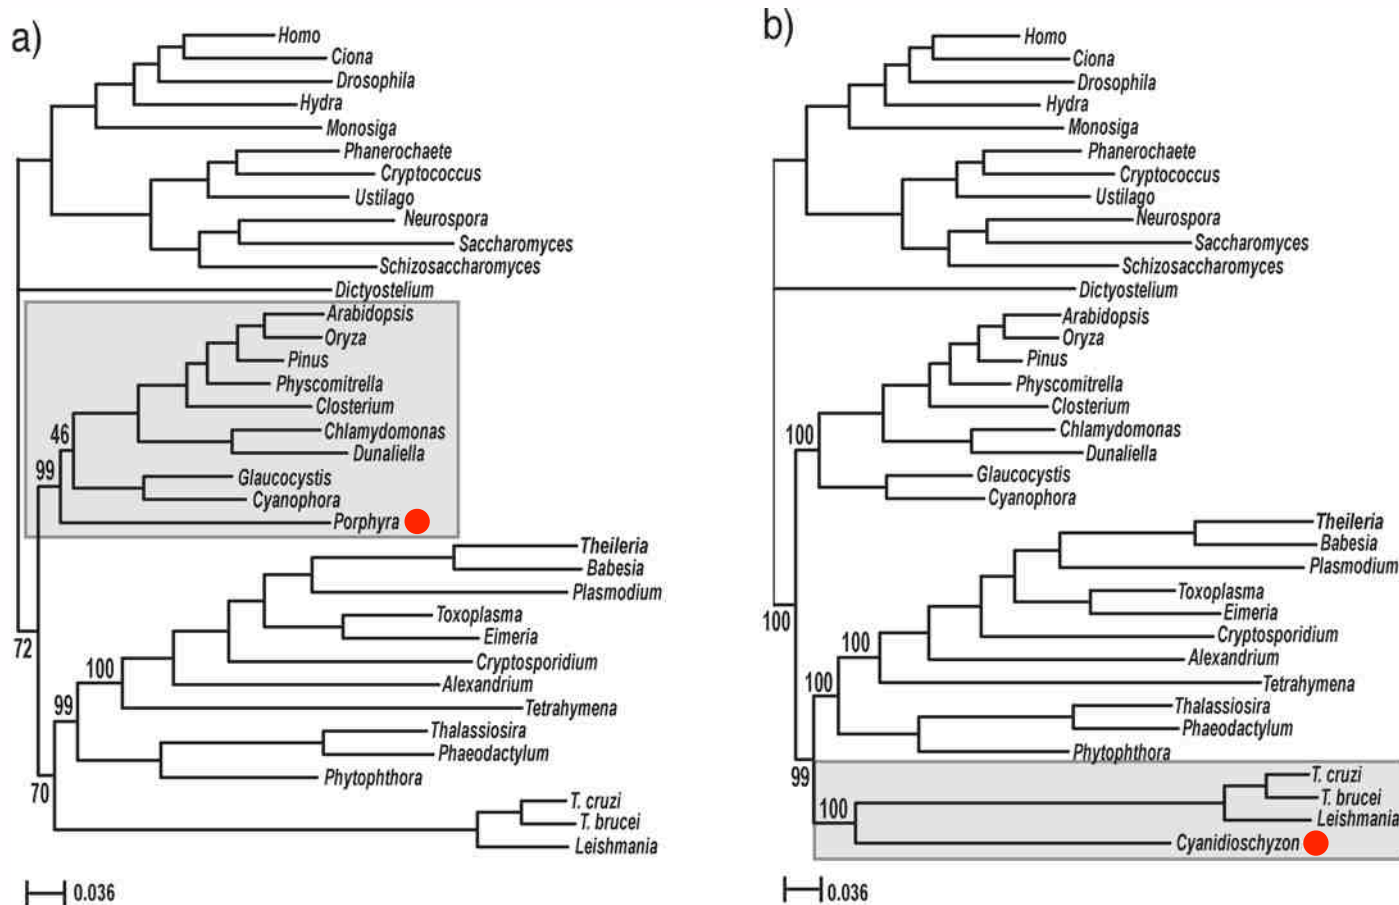 a)
Homo
Ciona
Drosophila
Hydra
Monosiga
Phanerochaete
Cryptococcus
Ustilago
Neurospora
Saccharomyces
Schizosaccharomyces
Dictyostelium
Arabidopsis
Oryza
Pinus
Physcomitrella
Closterium
Chlamydomonas
46
Dunaliella
99
Glaucocystis
Cyanophora
Porphyra
Theileria
Babesia
Plasmodium
Toxoplasma
Eimeria
72
Cryptosporidium
100
Alexandrium
99
Tetrahymena
Thalassiosira
Phaeodactylum
Phytophthora
70
T. cruzi
T. brucei
Leishmania
0.036
b)
Homo
Ciona
Drosophila
Hydra
Monosiga
Phanerochaete
Cryptococcus
Ustilago
Neurospora
Saccharomyces
Schizosaccharomyces
Dictyostelium
Arabidopsis
Oryza
Pinus
Physcomitrella
Closterium
Chlamydomonas
100
Dunaliella
Glaucocystis
Cyanophora
Theileria
Babesia
Plasmodium
Toxoplasma
Eimeria
100
Cryptosporidium
100
Alexandrium
100
Tetrahymena
Thalassiosira
Phaeodactylum
Phytophthora
99
T. cruzi
T. brucei
100
Leishmania
Cyanidioschyzon
0.036